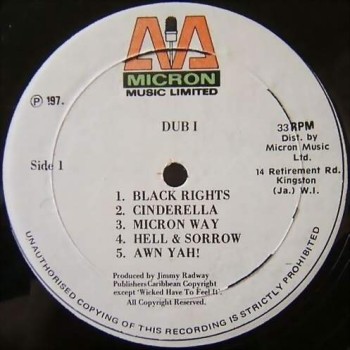 MICRON
MUSIC LIMITED
℗ 197.
DUB I
33 RPM
Dist. by
Micron Music
Ltd.
14 Retirement Rd.
Kingston
(Ja.) W.I.
Side 1
1. BLACK RIGHTS
2. CINDERELLA
3. MICRON WAY
4. HELL & SORROW
5. AWN YAH!
Produced by Jimmy Radway
Publishers Caribbean Copyright
except 'Wicked Have To Feel It'.
All Copyright Reserved.
UNAUTHORISED COPYING OF THIS RECORDING IS STRICTLY PROHIBITED